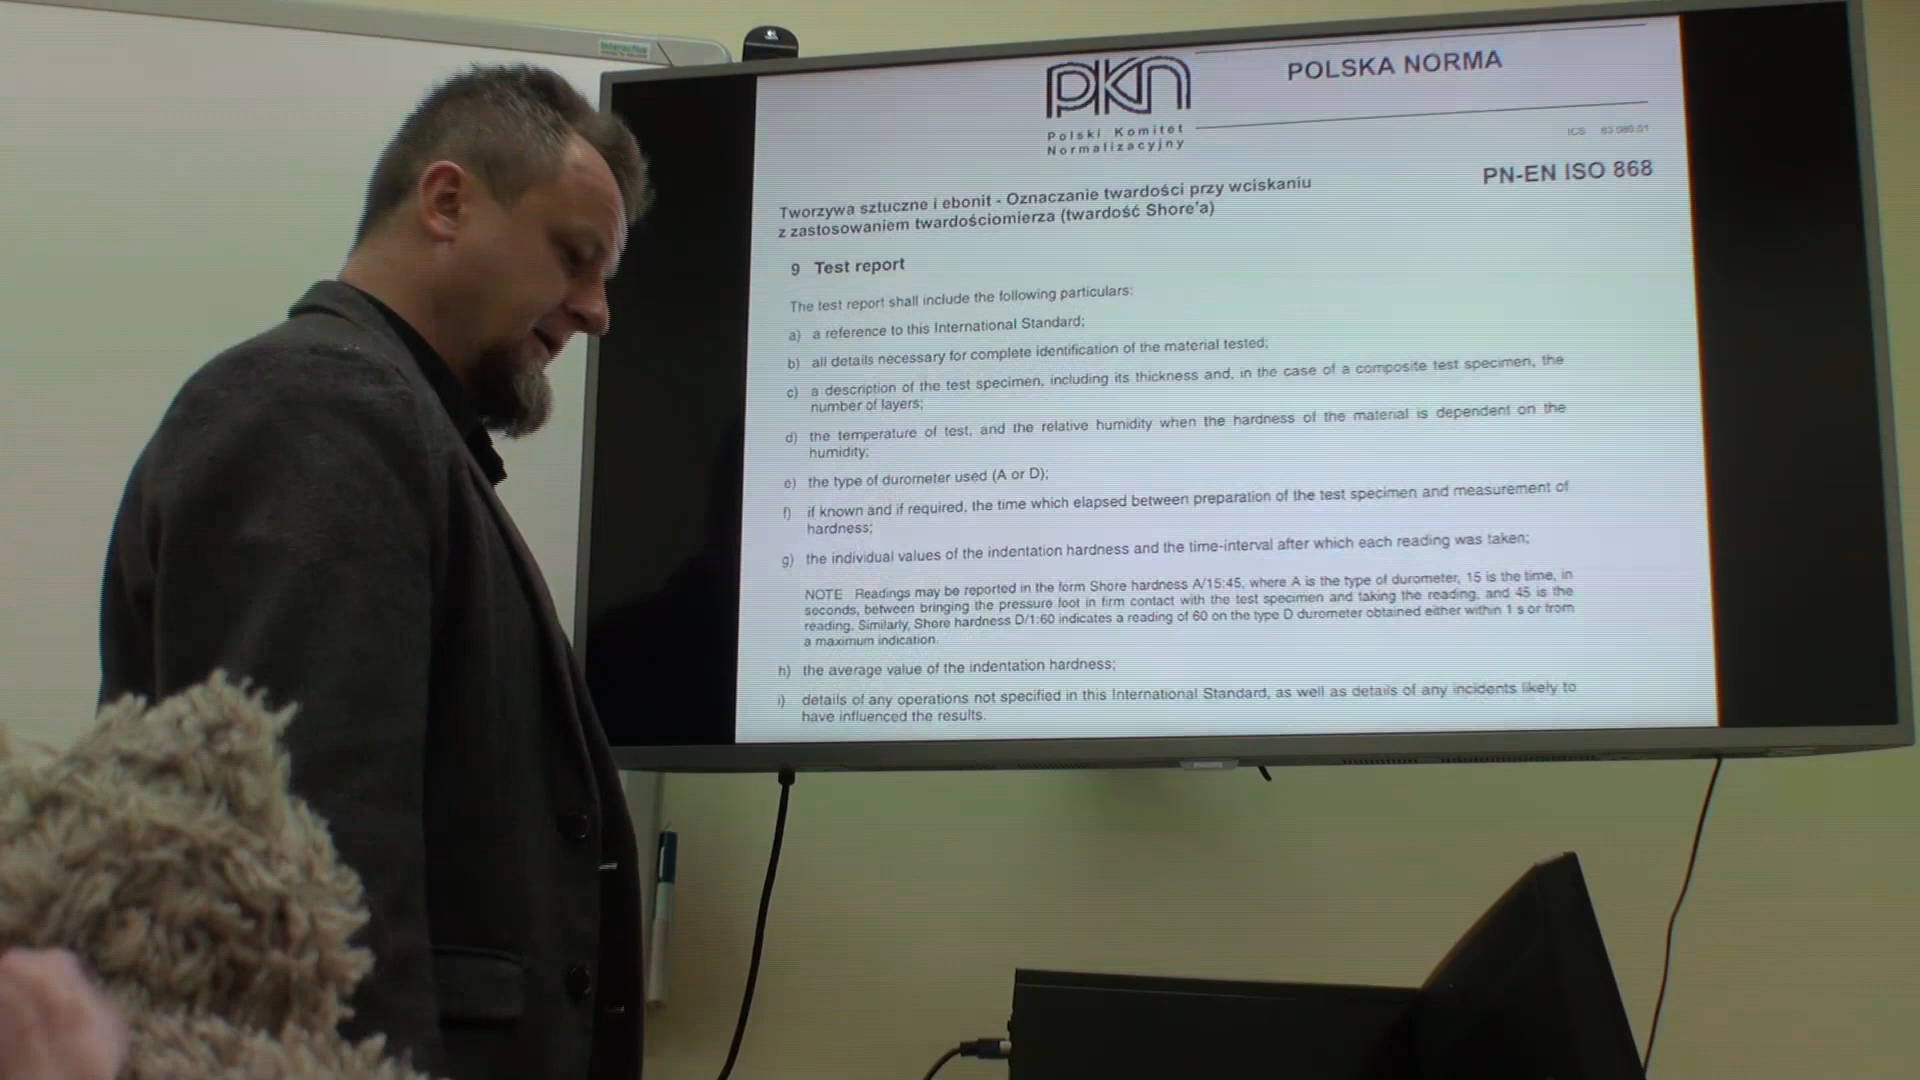 interactive
pkn
POLSKA NORMA
Polski Komitet
Normalizacyjny
ICS 83.080.01
PN-EN ISO 868
Tworzywa sztuczne i ebonit - Oznaczanie twardości przy wciskaniu
z zastosowaniem twardościomierza (twardość Shore'a)
9 Test report
The test report shall include the following particulars:
a) a reference to this International Standard;
b) all details necessary for complete identification of the material tested;
c) a description of the test specimen, including its thickness and, in the case of a composite test specimen, the
number of layers;
d) the temperature of test, and the relative humidity when the hardness of the material is dependent on the
humidity;
e) the type of durometer used (A or D);
f) if known and if required, the time which elapsed between preparation of the test specimen and measurement of
hardness;
g) the individual values of the indentation hardness and the time-interval after which each reading was taken;
NOTE Readings may be reported in the form Shore hardness A/15:45, where A is the type of durometer, 15 is the time, in
seconds, between bringing the pressure foot in firm contact with the test specimen and taking the reading, and 45 is the
reading. Similarly, Shore hardness D/1:60 indicates a reading of 60 on the type D durometer obtained either within 1 s or from
a maximum indication.
h) the average value of the indentation hardness;
i) details of any operations not specified in this International Standard, as well as details of any incidents likely to
have influenced the results.
PHILIPS